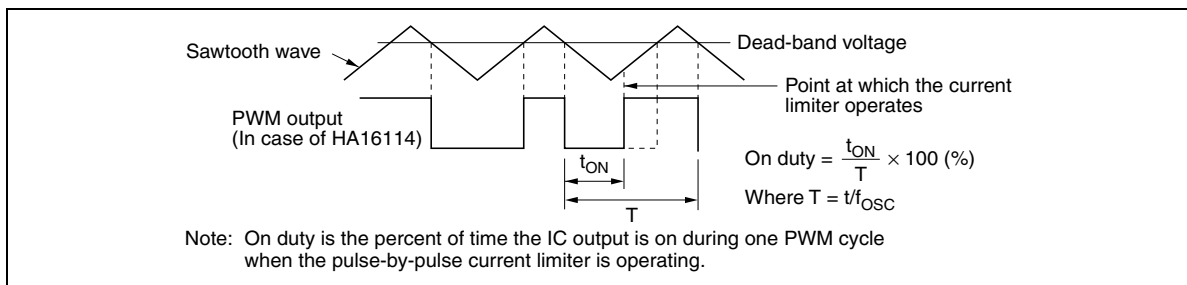 Sawtooth wave
Dead-band voltage
Point at which the current
limiter operates
PWM output
(In case of HA16114)
tON
T
On duty = tON/T × 100 (%)
Where T = t/fOSC
Note: On duty is the percent of time the IC output is on during one PWM cycle
when the pulse-by-pulse current limiter is operating.